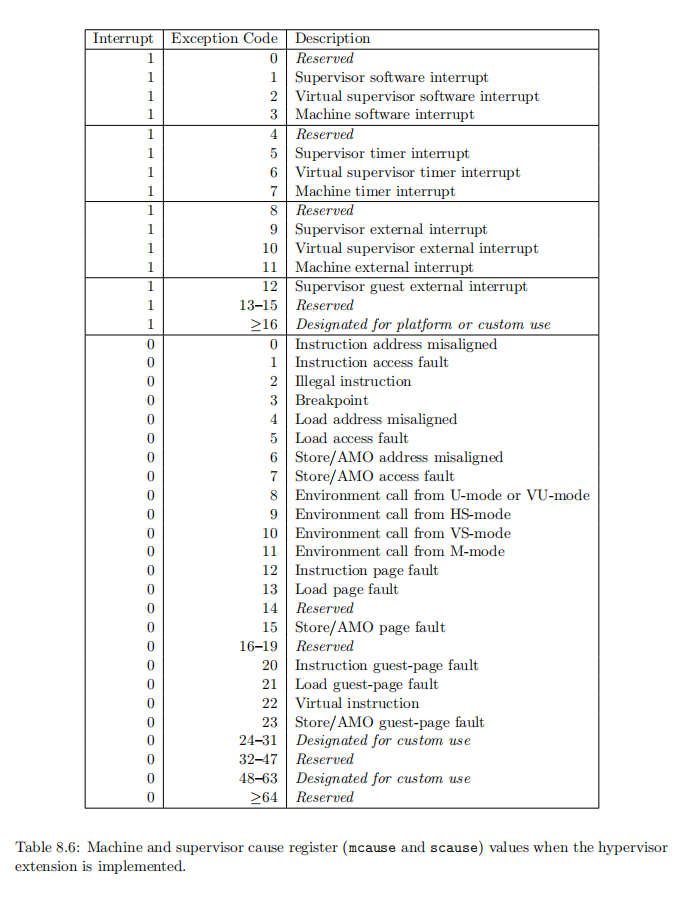 Interrupt Exception Code Description
1 0 Reserved
1 1 Supervisor software interrupt
1 2 Virtual supervisor software interrupt
1 3 Machine software interrupt
1 4 Reserved
1 5 Supervisor timer interrupt
1 6 Virtual supervisor timer interrupt
1 7 Machine timer interrupt
1 8 Reserved
1 9 Supervisor external interrupt
1 10 Virtual supervisor external interrupt
1 11 Machine external interrupt
1 12 Supervisor guest external interrupt
1 13–15 Reserved
1 ≥16 Designated for platform or custom use
0 0 Instruction address misaligned
0 1 Instruction access fault
0 2 Illegal instruction
0 3 Breakpoint
0 4 Load address misaligned
0 5 Load access fault
0 6 Store/AMO address misaligned
0 7 Store/AMO access fault
0 8 Environment call from U-mode or VU-mode
0 9 Environment call from HS-mode
0 10 Environment call from VS-mode
0 11 Environment call from M-mode
0 12 Instruction page fault
0 13 Load page fault
0 14 Reserved
0 15 Store/AMO page fault
0 16–19 Reserved
0 20 Instruction guest-page fault
0 21 Load guest-page fault
0 22 Virtual instruction
0 23 Store/AMO guest-page fault
0 24–31 Designated for custom use
0 32–47 Reserved
0 48–63 Designated for custom use
0 ≥64 Reserved
Table 8.6: Machine and supervisor cause register (mcause and scause) values when the hypervisor
extension is implemented.